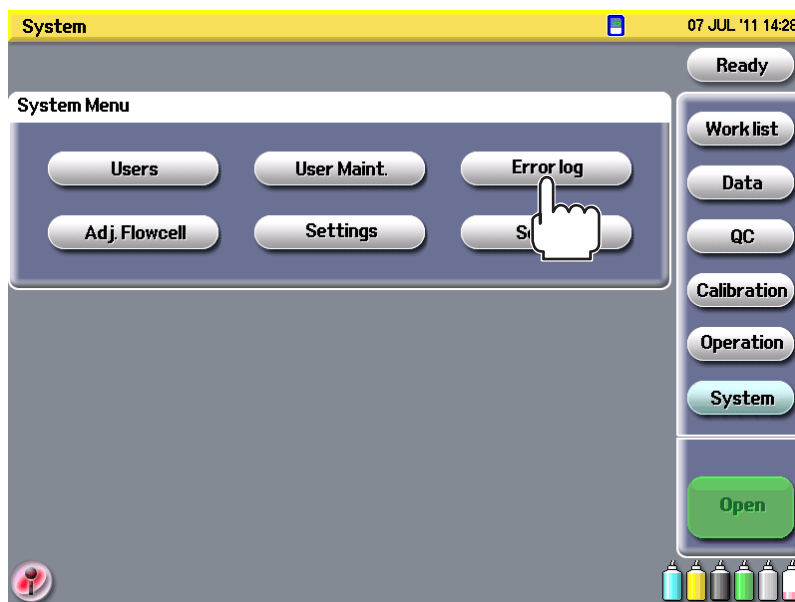 System
07 JUL '11 14:28
Ready
System Menu
Work list
Users
User Maint.
Error log
Data
Adj. Flowcell
Settings
QC
Calibration
Operation
System
Open